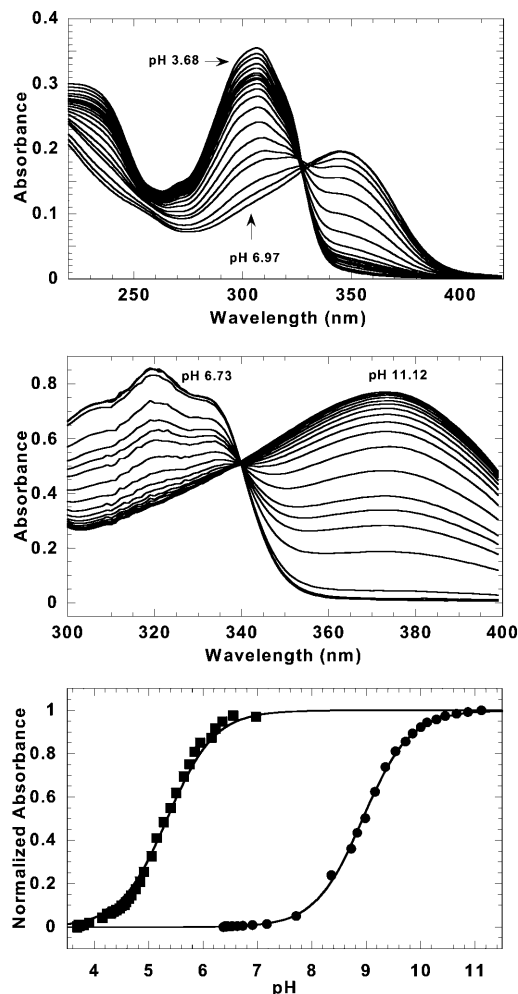 0.4
pH 3.68
0.3
Absorbance
0.2
0.1
pH 6.97
0
250 300 350 400
Wavelength (nm)
pH 6.73 pH 11.12
0.8
0.6
Absorbance
0.4
0.2
0
300 320 340 360 380 400
Wavelength (nm)
1
0.8
Normalized Absorbance
0.6
0.4
0.2
0
4 5 6 7 8 9 10 11
pH